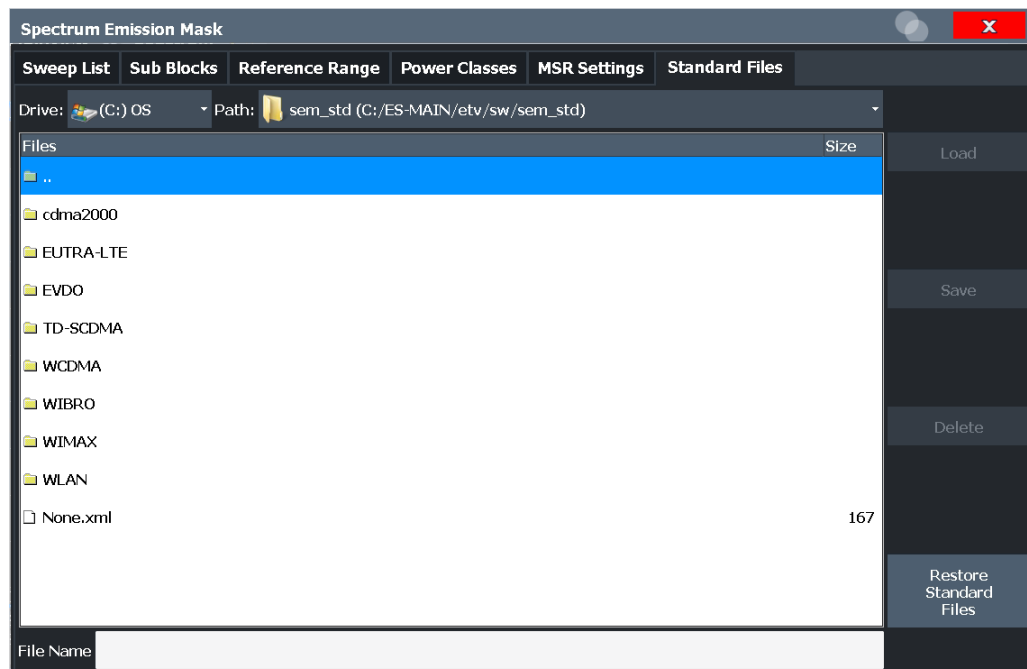 Spectrum Emission Mask
X
Sweep List Sub Blocks Reference Range Power Classes MSR Settings Standard Files
Drive: (C:) OS Path: sem_std (C:/ES-MAIN/etv/sw/sem_std)
Files Size
Load
..
cdma2000
EUTRA-LTE
EVDO
Save
TD-SCDMA
WCDMA
WIBRO
WIMAX
Delete
WLAN
None.xml 167
Restore
Standard
Files
File Name